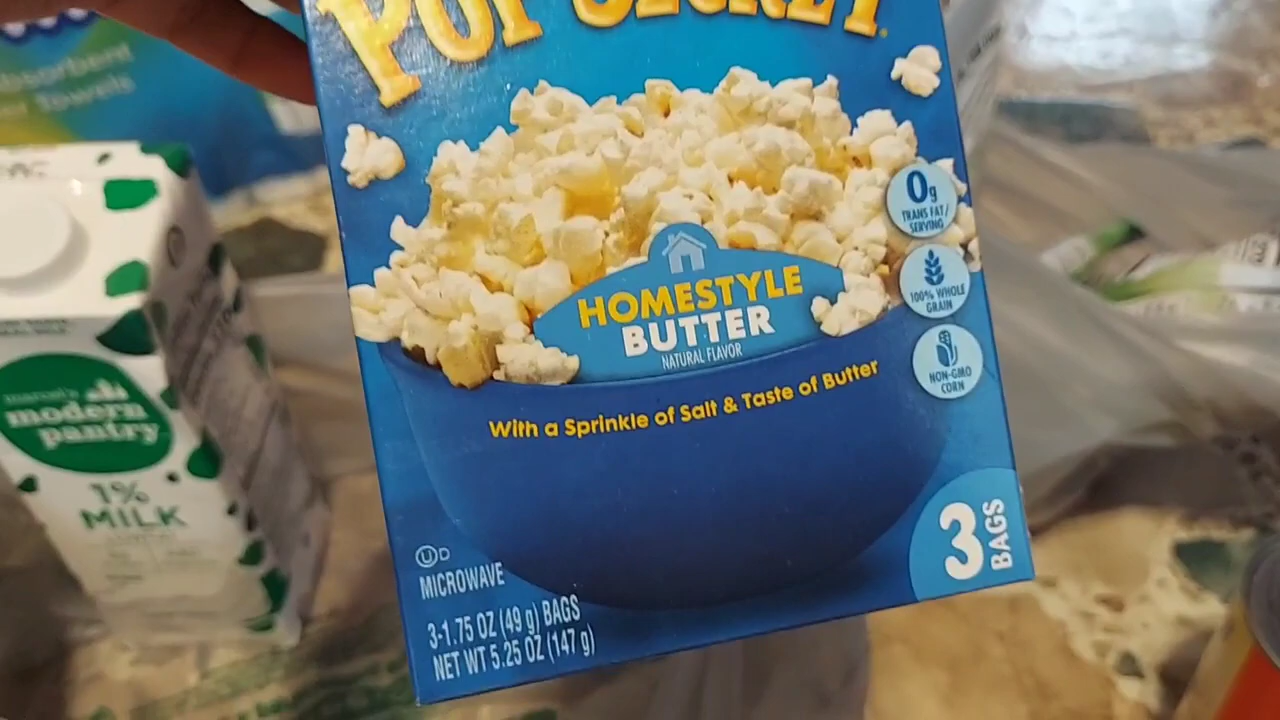 POP SECRET
HOMESTYLE
BUTTER
NATURAL FLAVOR
With a Sprinkle of Salt & Taste of Butter
0g
TRANS FAT/
SERVING
100% WHOLE
GRAIN
NON-GMO
CORN
3
BAGS
U D
MICROWAVE
3-1.75 OZ (49 g) BAGS
NET WT 5.25 OZ (147 g)
modern
pantry
1%
MILK